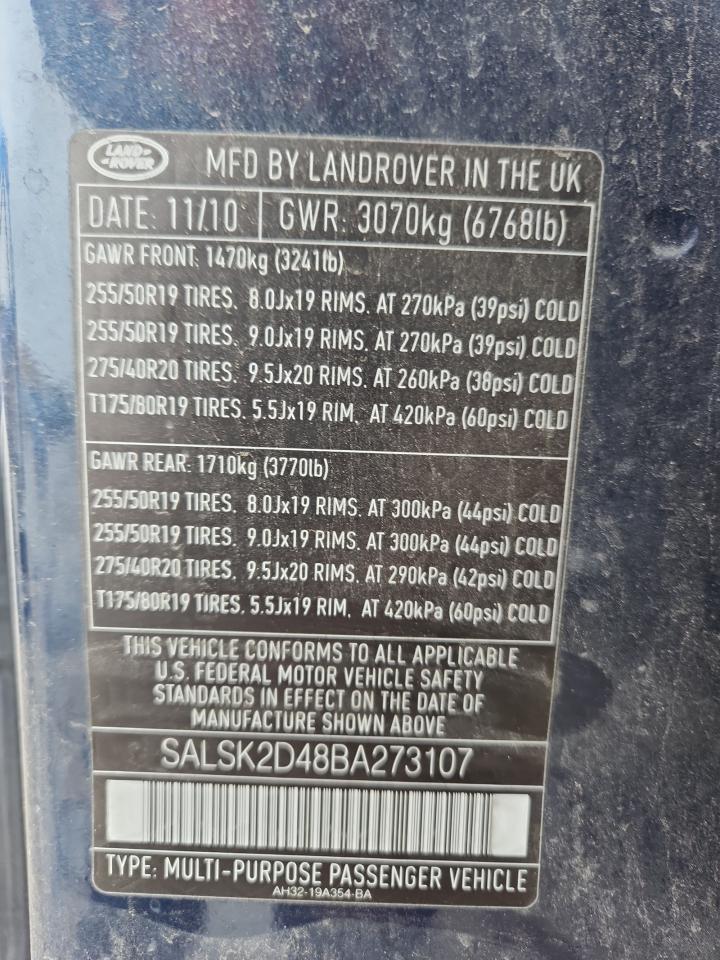 LAND-
-ROVER
MFD BY LANDROVER IN THE UK
DATE: 11/10 GWR: 3070kg (6768lb)
GAWR FRONT: 1470kg (3241lb)
255/50R19 TIRES. 8.0Jx19 RIMS. AT 270kPa (39psi) COLD
255/50R19 TIRES. 9.0Jx19 RIMS. AT 270kPa (39psi) COLD
275/40R20 TIRES. 9.5Jx20 RIMS. AT 260kPa (38psi) COLD
T175/80R19 TIRES. 5.5Jx19 RIM. AT 420kPa (60psi) COLD
GAWR REAR: 1710kg (3770lb)
255/50R19 TIRES. 8.0Jx19 RIMS. AT 300kPa (44psi) COLD
255/50R19 TIRES. 9.0Jx19 RIMS. AT 300kPa (44psi) COLD
275/40R20 TIRES. 9.5Jx20 RIMS. AT 290kPa (42psi) COLD
T175/80R19 TIRES. 5.5Jx19 RIM. AT 420kPa (60psi) COLD
THIS VEHICLE CONFORMS TO ALL APPLICABLE
U.S. FEDERAL MOTOR VEHICLE SAFETY
STANDARDS IN EFFECT ON THE DATE OF
MANUFACTURE SHOWN ABOVE
SALSK2D48BA273107
TYPE: MULTI-PURPOSE PASSENGER VEHICLE
AH32-19A354-BA